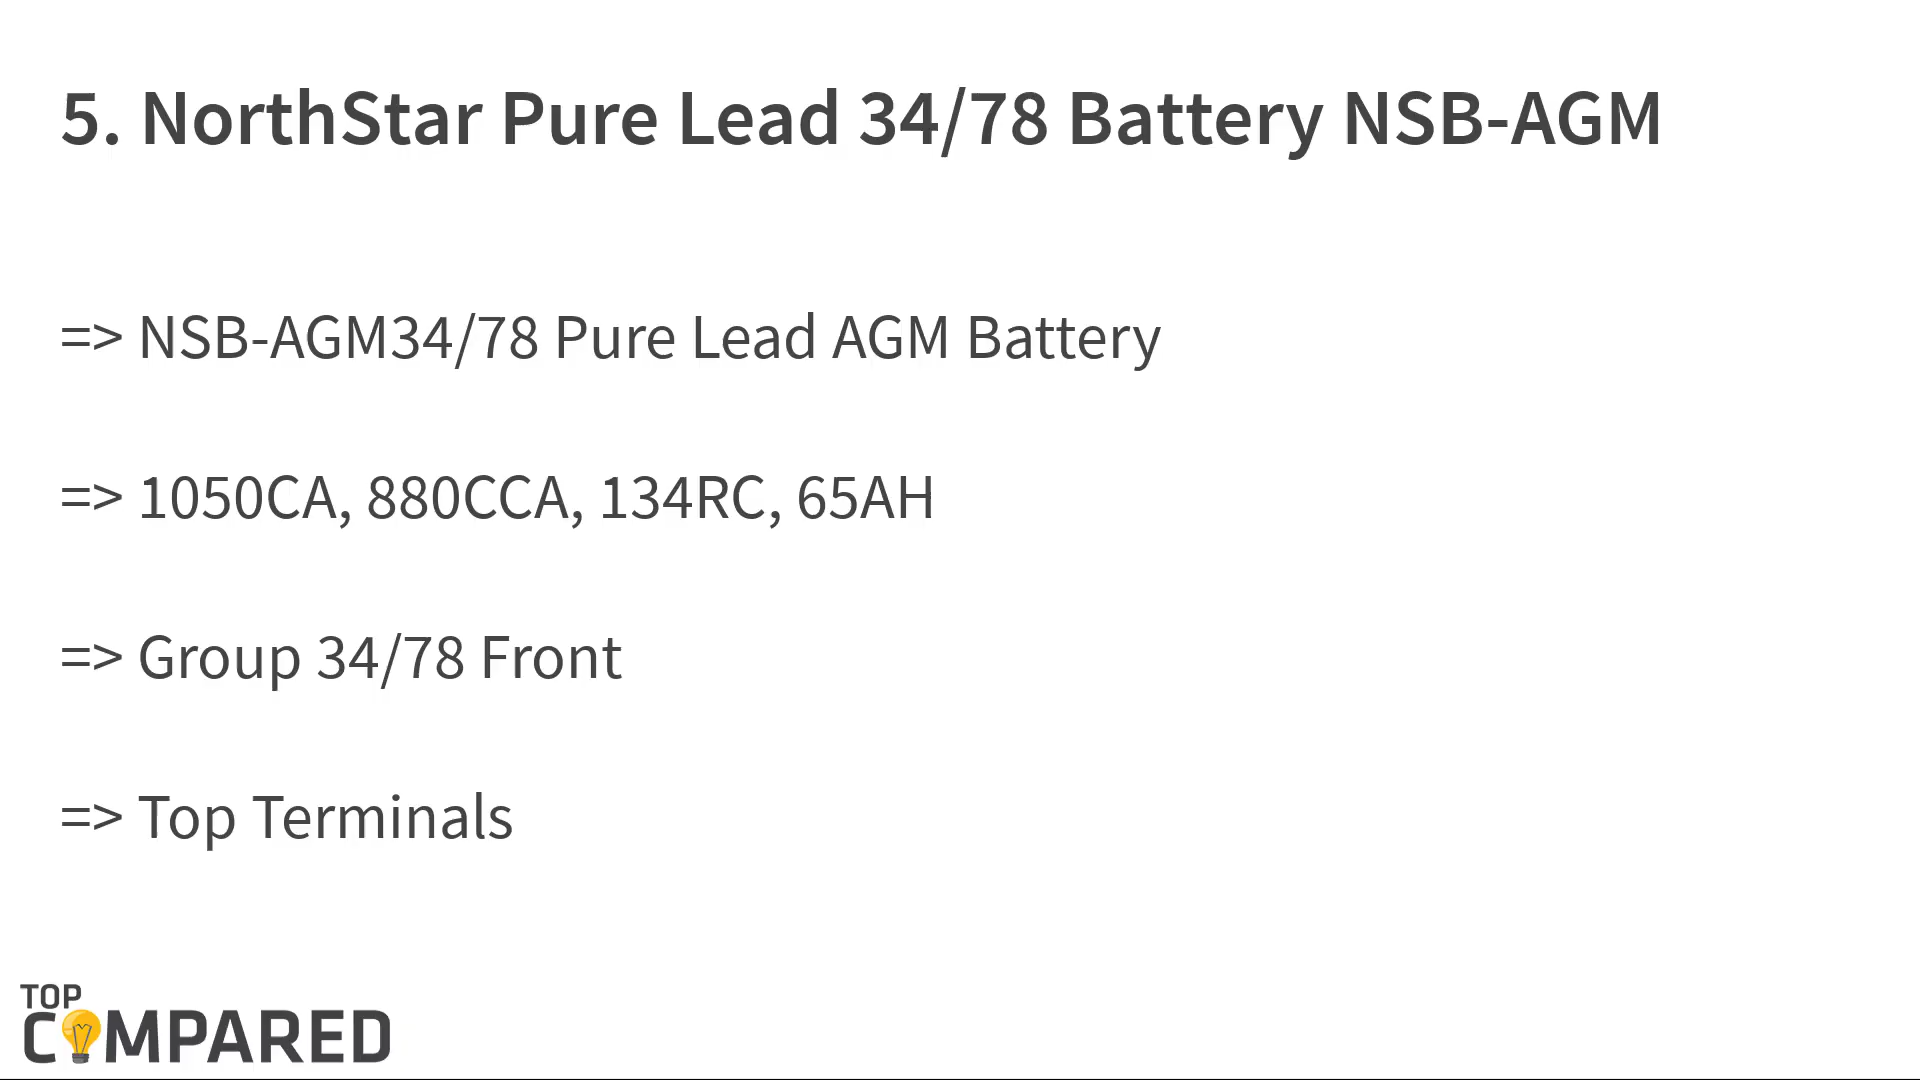 5. NorthStar Pure Lead 34/78 Battery NSB-AGM
=> NSB-AGM34/78 Pure Lead AGM Battery
=> 1050CA, 880CCA, 134RC, 65AH
=> Group 34/78 Front
=> Top Terminals
TOP
COMPARED